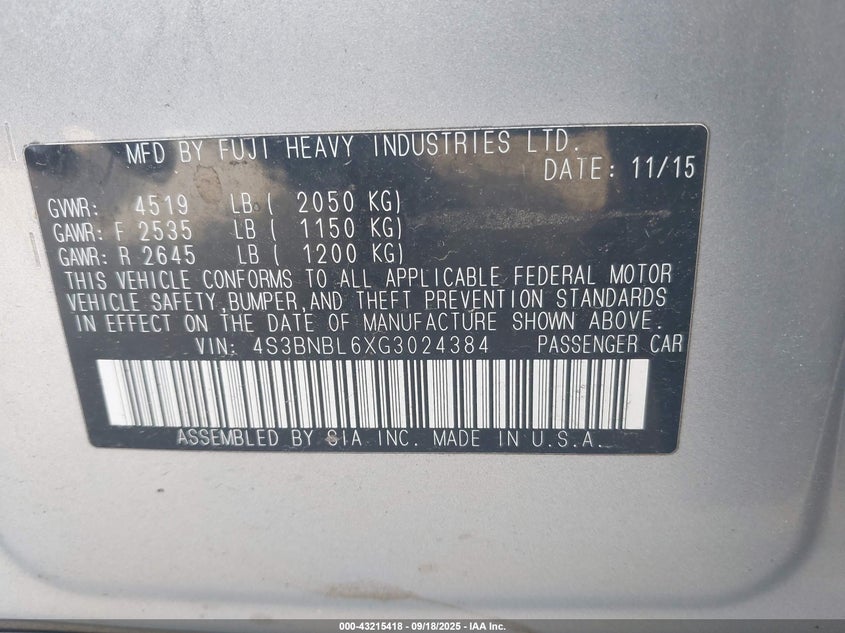 MFD BY FUJI HEAVY INDUSTRIES LTD.
DATE: 11/15
GVWR: 4519 LB ( 2050 KG)
GAWR: F 2535 LB ( 1150 KG)
GAWR: R 2645 LB ( 1200 KG)
THIS VEHICLE CONFORMS TO ALL APPLICABLE FEDERAL MOTOR
VEHICLE SAFETY,BUMPER,AND THEFT PREVENTION STANDARDS
IN EFFECT ON THE DATE OF MANUFACTURE SHOWN ABOVE.
VIN: 4S3BNBL6XG3024384 PASSENGER CAR
ASSEMBLED BY SIA INC. MADE IN U.S.A.
000-43215418 - 09/18/2025 - IAA Inc.